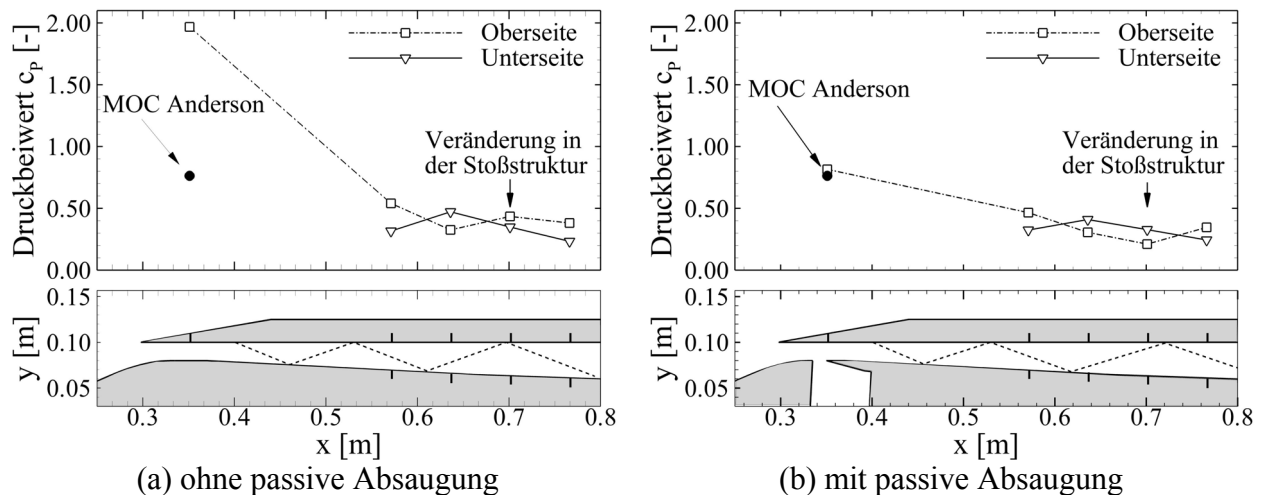 Druckbeiwert c_P [-]
2.00
1.50
1.00
0.50
0.00
Oberseite
Unterseite
MOC Anderson
Veränderung in
der Stoßstruktur
y [m]
0.15
0.10
0.05
0.3 0.4 0.5 0.6 0.7 0.8
x [m]
(a) ohne passive Absaugung
Druckbeiwert c_P [-]
2.00
1.50
1.00
0.50
0.00
Oberseite
Unterseite
MOC Anderson
Veränderung in
der Stoßstruktur
y [m]
0.15
0.10
0.05
0.3 0.4 0.5 0.6 0.7 0.8
x [m]
(b) mit passive Absaugung